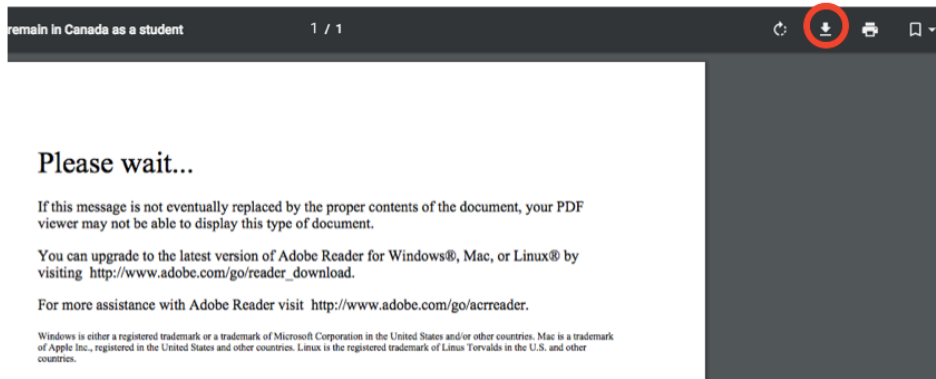 remain in Canada as a student
1 / 1
Please wait...
If this message is not eventually replaced by the proper contents of the document, your PDF
viewer may not be able to display this type of document.
You can upgrade to the latest version of Adobe Reader for Windows®, Mac, or Linux® by
visiting http://www.adobe.com/go/reader_download.
For more assistance with Adobe Reader visit http://www.adobe.com/go/acrreader.
Windows is either a registered trademark or a trademark of Microsoft Corporation in the United States and/or other countries. Mac is a trademark
of Apple Inc., registered in the United States and other countries. Linux is the registered trademark of Linus Torvalds in the U.S. and other
countries.